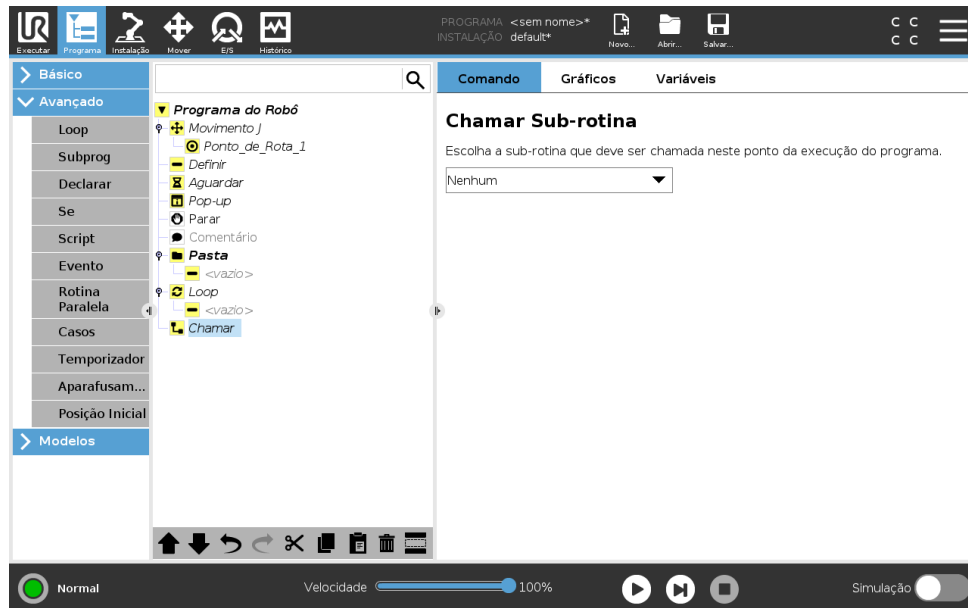 UR
Executar
Programa
Instalação
Mover
E/S
Histórico
PROGRAMA <sem nome>*
INSTALAÇÃO default*
Novo...
Abrir...
Salvar...
C C
C C
Básico
Avançado
Loop
Subprog
Declarar
Se
Script
Evento
Rotina
Paralela
Casos
Temporizador
Aparafusam...
Posição Inicial
Modelos
Programa do Robô
Movimento J
Ponto_de_Rota_1
Definir
Aguardar
Pop-up
Parar
Comentário
Pasta
<vazio>
Loop
<vazio>
Chamar
Comando Gráficos Variáveis
Chamar Sub-rotina
Escolha a sub-rotina que deve ser chamada neste ponto da execução do programa.
Nenhum
Normal
Velocidade 100%
Simulação